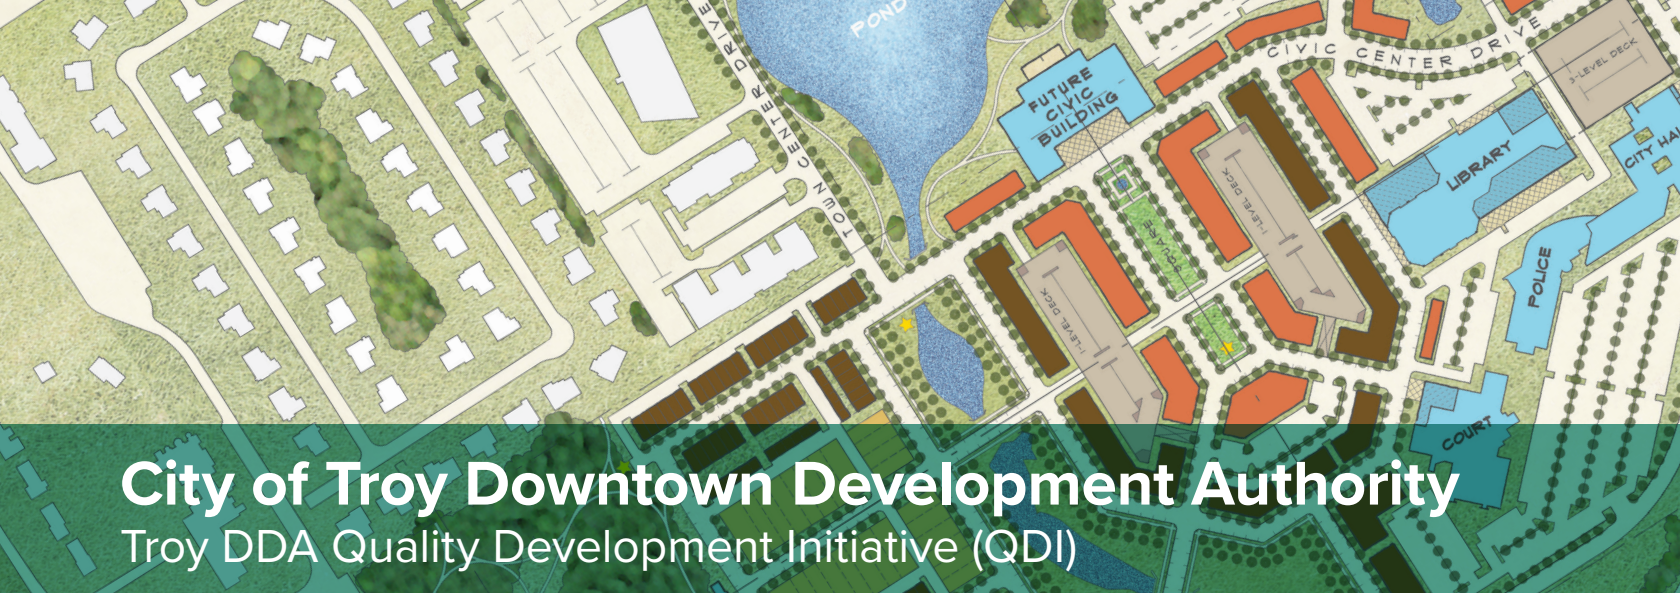 POND
TOWN CENTER DRIVE
FUTURE
CIVIC
BUILDING
CIVIC CENTER DRIVE
3-LEVEL DECK
LIBRARY
CITY HA
POLICE
COURT
1-LEVEL DECK
SQUARE
1-LEVEL DECK
City of Troy Downtown Development Authority
Troy DDA Quality Development Initiative (QDI)